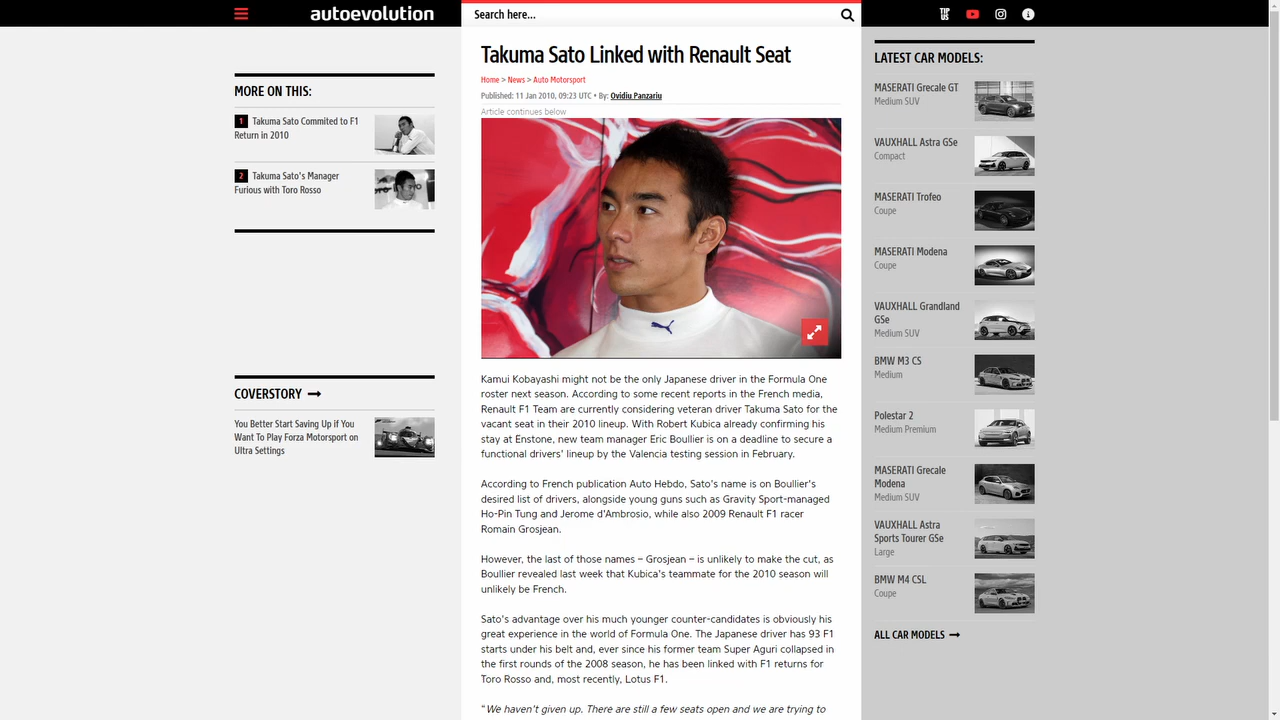 autoevolution
Search here...
TIP
US
MORE ON THIS:
1 Takuma Sato Commited to F1
Return in 2010
2 Takuma Sato's Manager
Furious with Toro Rosso
COVERSTORY
You Better Start Saving Up if You
Want To Play Forza Motorsport on
Ultra Settings
Takuma Sato Linked with Renault Seat
Home > News > Auto Motorsport
Published: 11 Jan 2010, 09:23 UTC • By: Ovidiu Panzariu
Article continues below
Kamui Kobayashi might not be the only Japanese driver in the Formula One
roster next season. According to some recent reports in the French media,
Renault F1 Team are currently considering veteran driver Takuma Sato for the
vacant seat in their 2010 lineup. With Robert Kubica already confirming his
stay at Enstone, new team manager Eric Boullier is on a deadline to secure a
functional drivers' lineup by the Valencia testing session in February.
According to French publication Auto Hebdo, Sato's name is on Boullier's
desired list of drivers, alongside young guns such as Gravity Sport-managed
Ho-Pin Tung and Jerome d'Ambrosio, while also 2009 Renault F1 racer
Romain Grosjean.
However, the last of those names – Grosjean – is unlikely to make the cut, as
Boullier revealed last week that Kubica's teammate for the 2010 season will
unlikely be French.
Sato's advantage over his much younger counter-candidates is obviously his
great experience in the world of Formula One. The Japanese driver has 93 F1
starts under his belt and, ever since his former team Super Aguri collapsed in
the first rounds of the 2008 season, he has been linked with F1 returns for
Toro Rosso and, most recently, Lotus F1.
“We haven't given up. There are still a few seats open and we are trying to
LATEST CAR MODELS:
MASERATI Grecale GT
Medium SUV
VAUXHALL Astra GSe
Compact
MASERATI Trofeo
Coupe
MASERATI Modena
Coupe
VAUXHALL Grandland
GSe
Medium SUV
BMW M3 CS
Medium
Polestar 2
Medium Premium
MASERATI Grecale
Modena
Medium SUV
VAUXHALL Astra
Sports Tourer GSe
Large
BMW M4 CSL
Coupe
ALL CAR MODELS